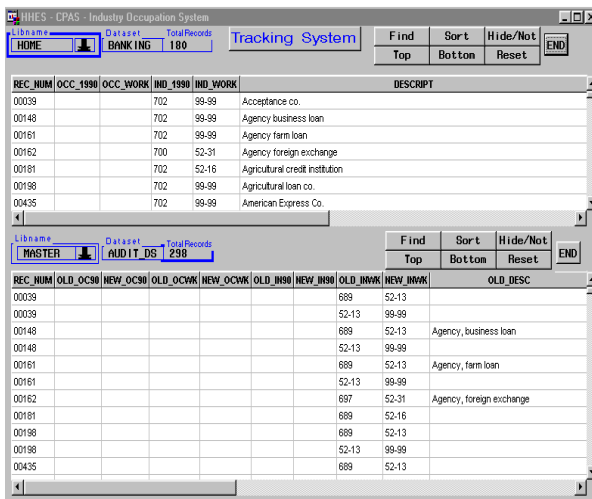 HHES - CPAS - Industry Occupation System
Libname Dataset Total Records
HOME BANKING 180 Tracking System Find Sort Hide/Not END
Top Bottom Reset
REC_NUM OCC_1990 OCC_WORK IND_1990 IND_WORK DESCRIPT
00039 702 99-99 Acceptance co.
00148 702 99-99 Agency business loan
00161 702 99-99 Agency farm loan
00162 700 52-31 Agency foreign exchange
00181 702 52-16 Agricultural credit institution
00198 702 99-99 Agricultural loan co.
00435 702 99-99 American Express Co.
Libname Dataset Total Records
MASTER AUDIT_DS 298 Find Sort Hide/Not END
Top Bottom Reset
REC_NUM OLD_OC90 NEW_OC90 OLD_OCWK NEW_OCWK OLD_IN90 NEW_IN90 OLD_INWK NEW_INWK OLD_DESC
00039 689 52-13
00039 52-13 99-99
00148 689 52-13 Agency, business loan
00148 52-13 99-99
00161 689 52-13 Agency, farm loan
00161 52-13 99-99
00162 697 52-31 Agency, foreign exchange
00181 689 52-16
00198 689 52-13
00198 52-13 99-99
00435 689 52-13